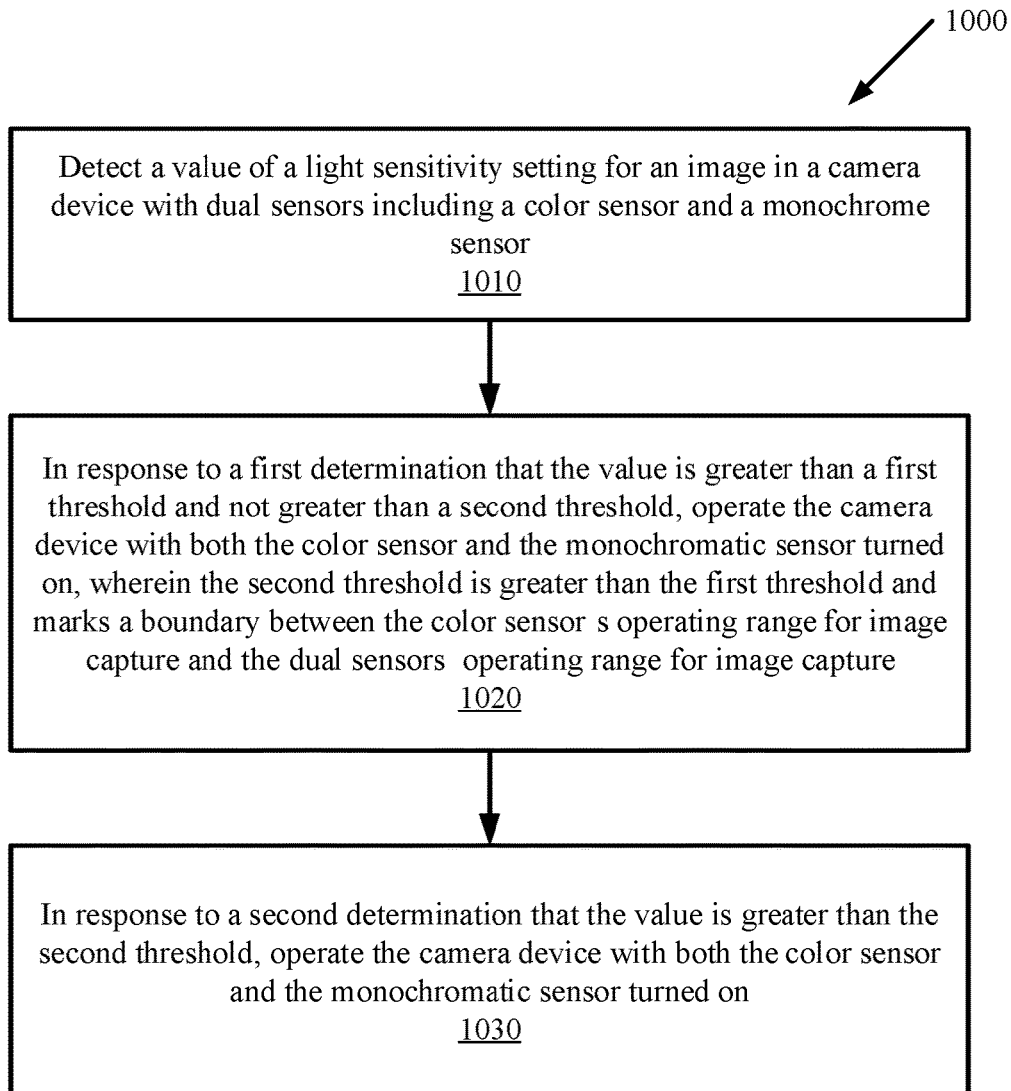 1000
Detect a value of a light sensitivity setting for an image in a camera
device with dual sensors including a color sensor and a monochrome
sensor
1010
In response to a first determination that the value is greater than a first
threshold and not greater than a second threshold, operate the camera
device with both the color sensor and the monochromatic sensor turned
on, wherein the second threshold is greater than the first threshold and
marks a boundary between the color sensor s operating range for image
capture and the dual sensors operating range for image capture
1020
In response to a second determination that the value is greater than the
second threshold, operate the camera device with both the color sensor
and the monochromatic sensor turned on
1030